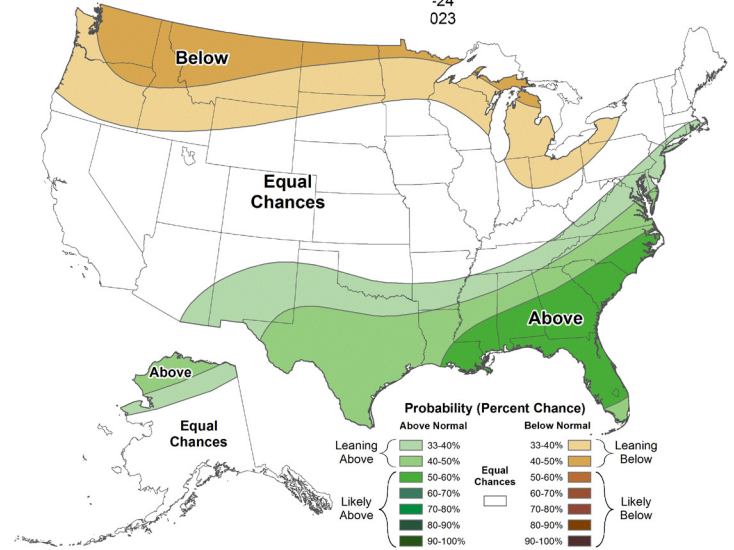 -24
023
Below
Equal
Chances
Above
Above
Equal
Chances
Probability (Percent Chance)
Above Normal
Below Normal
Leaning
Above
33-40%
40-50%
50-60%
60-70%
70-80%
80-90%
90-100%
Likely
Above
Equal
Chances
33-40%
40-50%
50-60%
60-70%
70-80%
80-90%
90-100%
Leaning
Below
Likely
Below